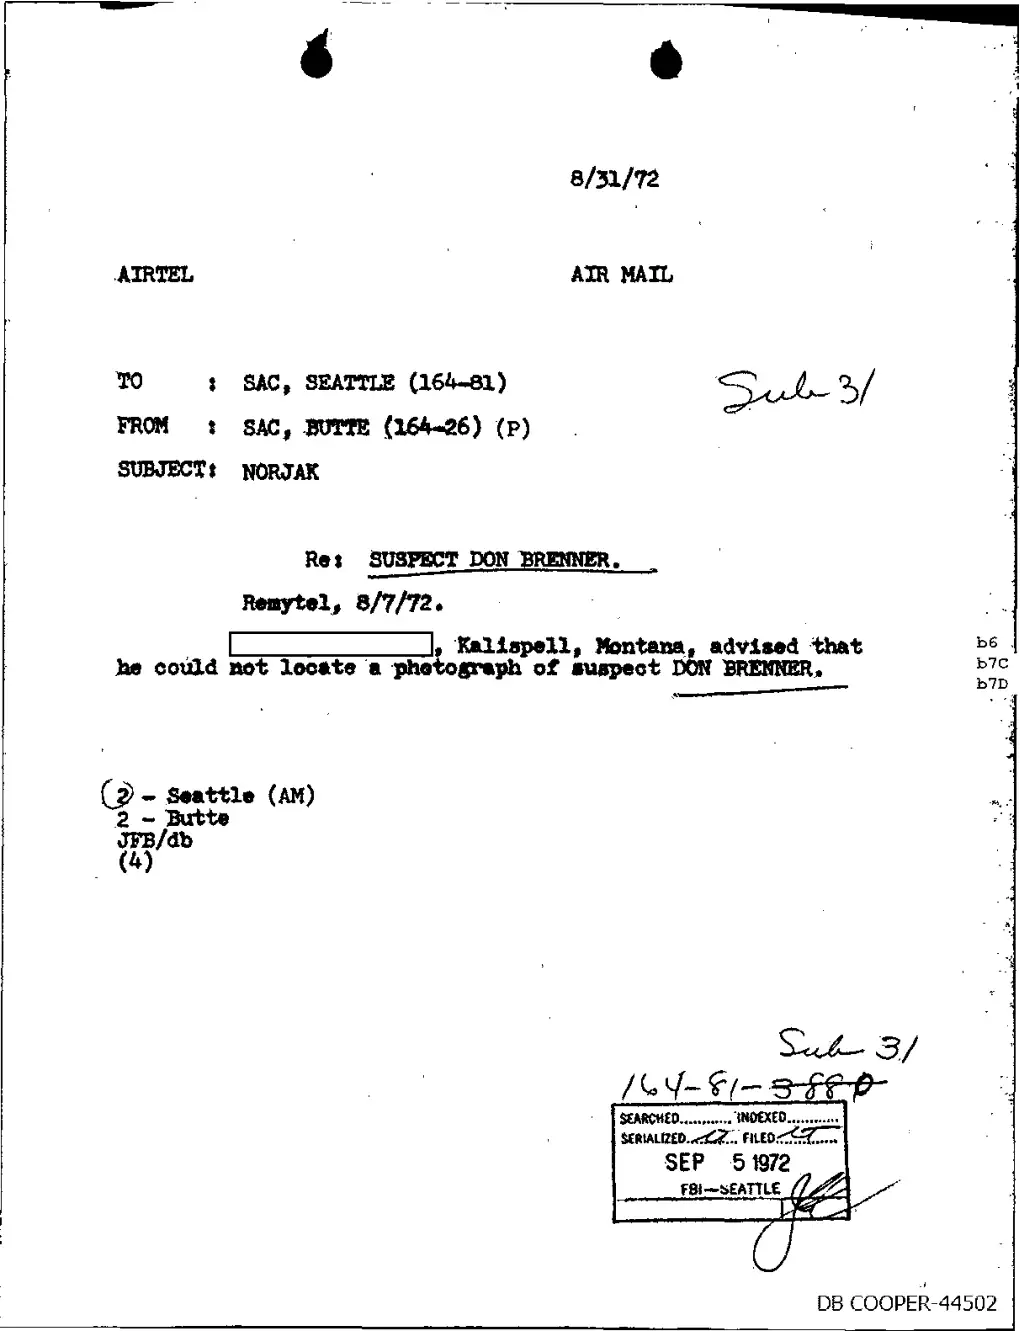 8/31/72
AIRTEL AIR MAIL
TO : SAC, SEATTLE (164-81)
Sub 31
FROM : SAC, BUTTE (164-26) (P)
SUBJECT: NORJAK
Re: SUSPECT DON BRENNER.
Remytel, 8/7/72.
, Kalispell, Montana, advised that
he could not locate a photograph of suspect DON BRENNER.
b6
b7C
b7D
2 - Seattle (AM)
2 - Butte
JFB/db
(4)
Sub 31
164-81-3880
SEARCHED............INDEXED............
SERIALIZED............FILED............
SEP 5 1972
FBI-SEATTLE
DB COOPER-44502